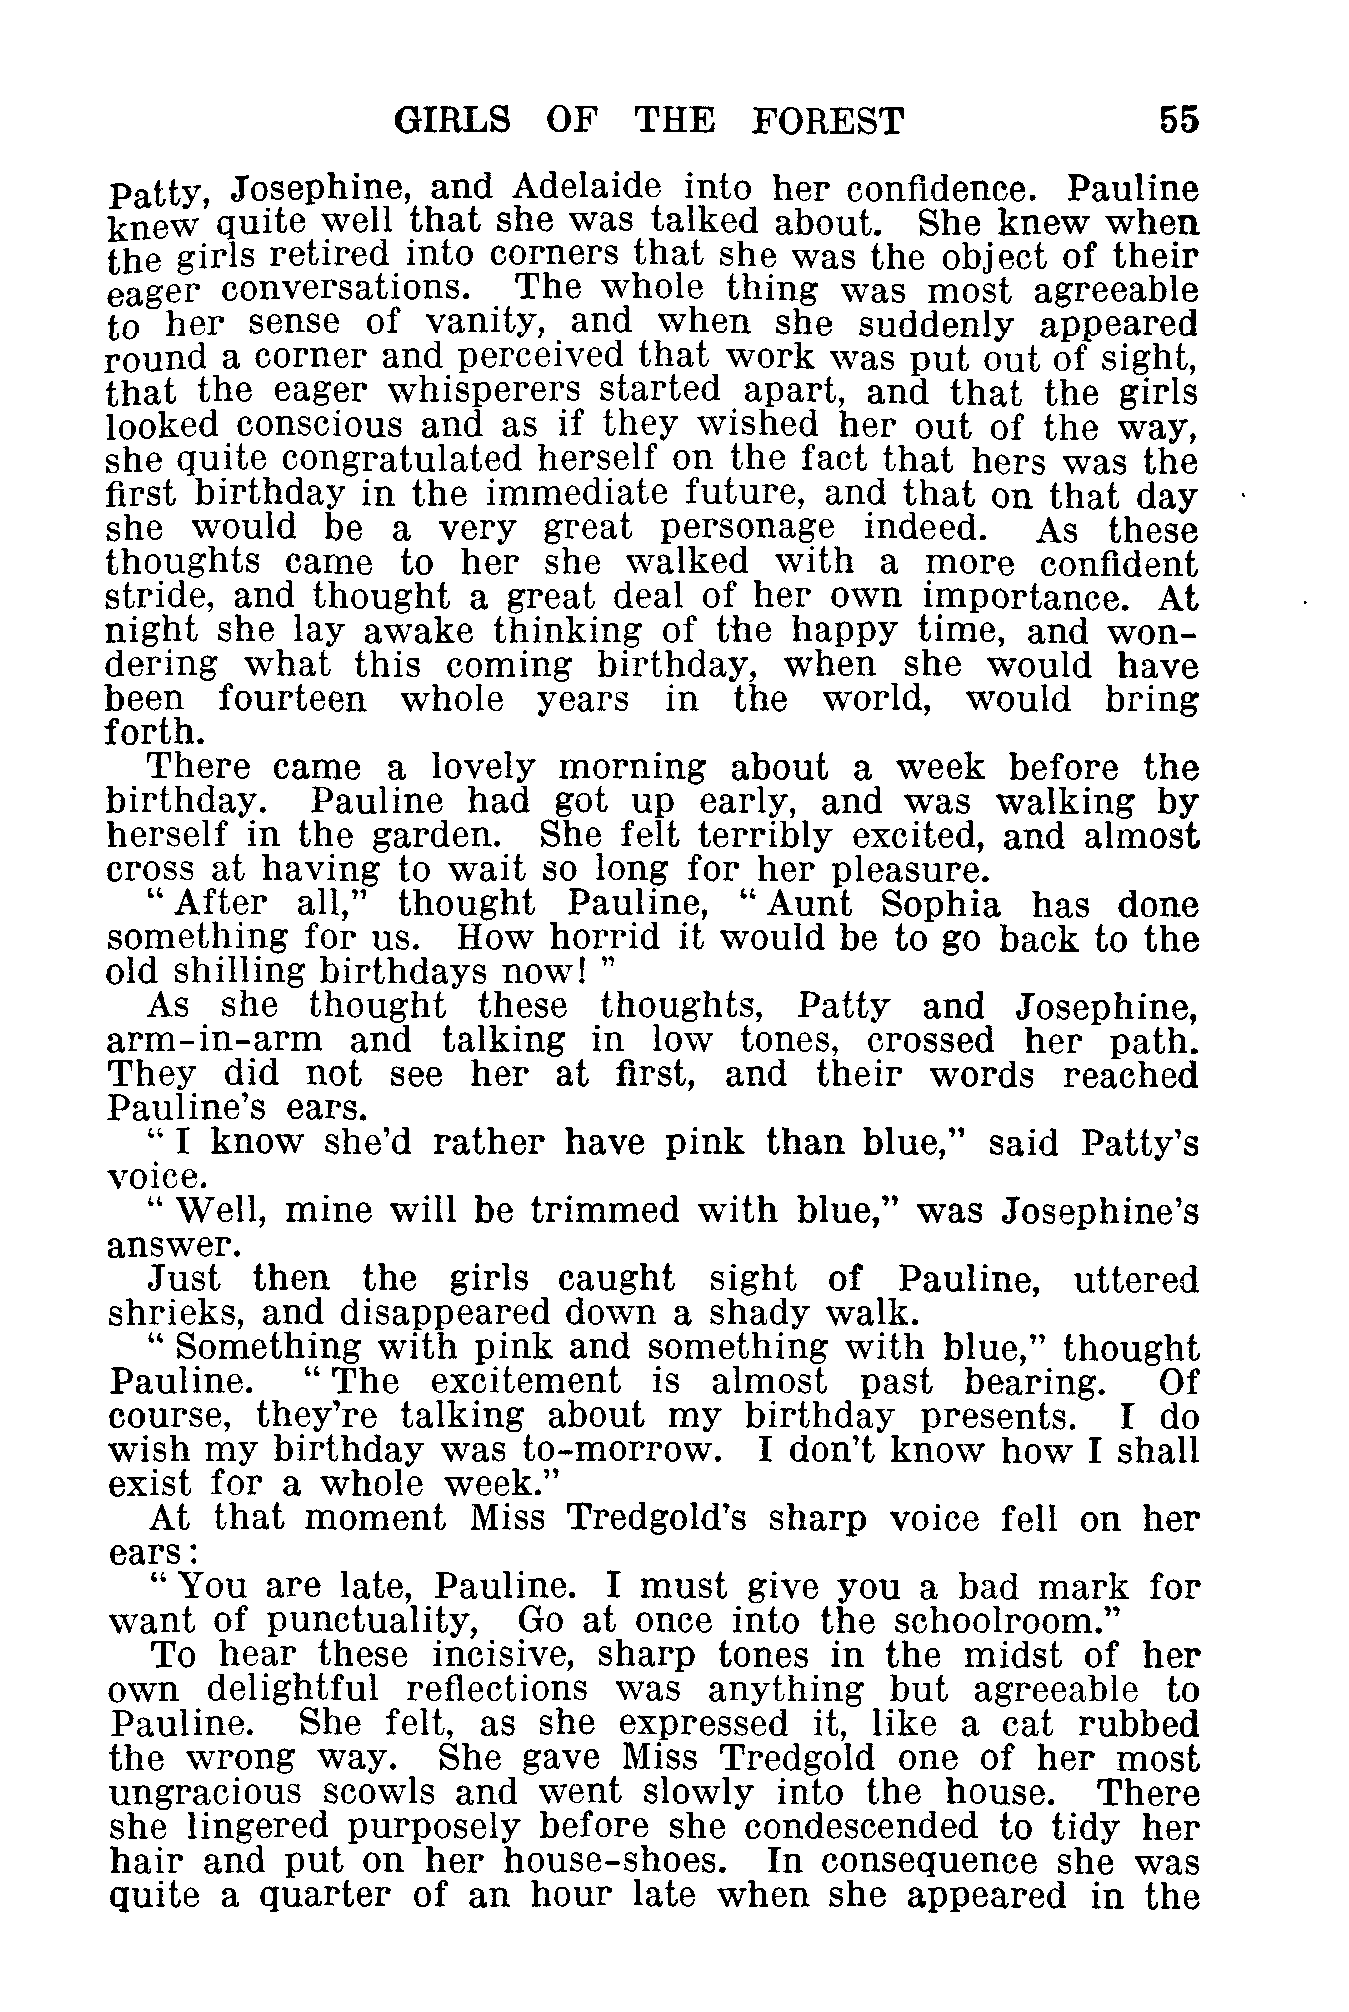 GIRLS OF THE FOREST 55
Patty, Josephine, and Adelaide into her confidence. Pauline
knew quite well that she was talked about. She knew when
the girls retired into corners that she was the object of their
eager conversations. The whole thing was most agreeable
to her sense of vanity, and when she suddenly appeared
round a corner and perceived that work was put out of sight,
that the eager whisperers started apart, and that the girls
looked conscious and as if they wished her out of the way,
she quite congratulated herself on the fact that hers was the
first birthday in the immediate future, and that on that day
she would be a very great personage indeed. As these
thoughts came to her she walked with a more confident
stride, and thought a great deal of her own importance. At
night she lay awake thinking of the happy time, and won-
dering what this coming birthday, when she would have
been fourteen whole years in the world, would bring
forth.
There came a lovely morning about a week before the
birthday. Pauline had got up early, and was walking by
herself in the garden. She felt terribly excited, and almost
cross at having to wait so long for her pleasure.
“After all,” thought Pauline, “Aunt Sophia has done
something for us. How horrid it would be to go back to the
old shilling birthdays now!”
As she thought these thoughts, Patty and Josephine,
arm-in-arm and talking in low tones, crossed her path.
They did not see her at first, and their words reached
Pauline's ears.
“I know she'd rather have pink than blue,” said Patty's
voice.
“Well, mine will be trimmed with blue,” was Josephine's
answer.
Just then the girls caught sight of Pauline, uttered
shrieks, and disappeared down a shady walk.
“Something with pink and something with blue,” thought
Pauline. “The excitement is almost past bearing. Of
course, they're talking about my birthday presents. I do
wish my birthday was to-morrow. I don't know how I shall
exist for a whole week.”
At that moment Miss Tredgold's sharp voice fell on her
ears:
“You are late, Pauline. I must give you a bad mark for
want of punctuality, Go at once into the schoolroom.”
To hear these incisive, sharp tones in the midst of her
own delightful reflections was anything but agreeable to
Pauline. She felt, as she expressed it, like a cat rubbed
the wrong way. She gave Miss Tredgold one of her most
ungracious scowls and went slowly into the house. There
she lingered purposely before she condescended to tidy her
hair and put on her house-shoes. In consequence she was
quite a quarter of an hour late when she appeared in the